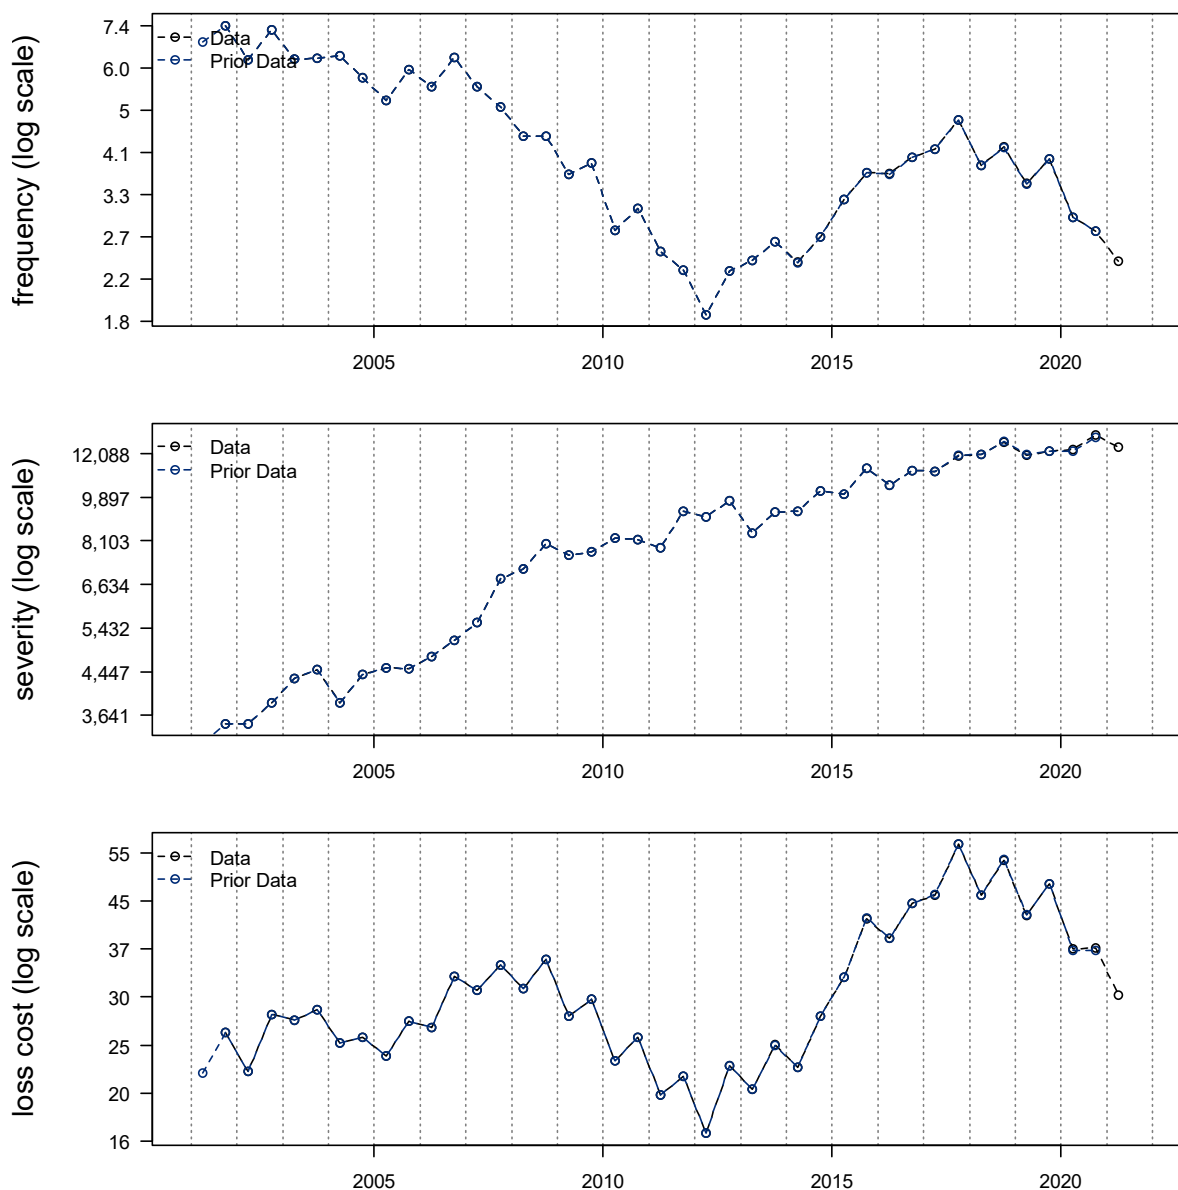 frequency (log scale)
7.4
6.0
5
4.1
3.3
2.7
2.2
1.8
Data
Prior Data
2005 2010 2015 2020
severity (log scale)
12,088
9,897
8,103
6,634
5,432
4,447
3,641
Data
Prior Data
2005 2010 2015 2020
loss cost (log scale)
55
45
37
30
25
20
16
Data
Prior Data
2005 2010 2015 2020